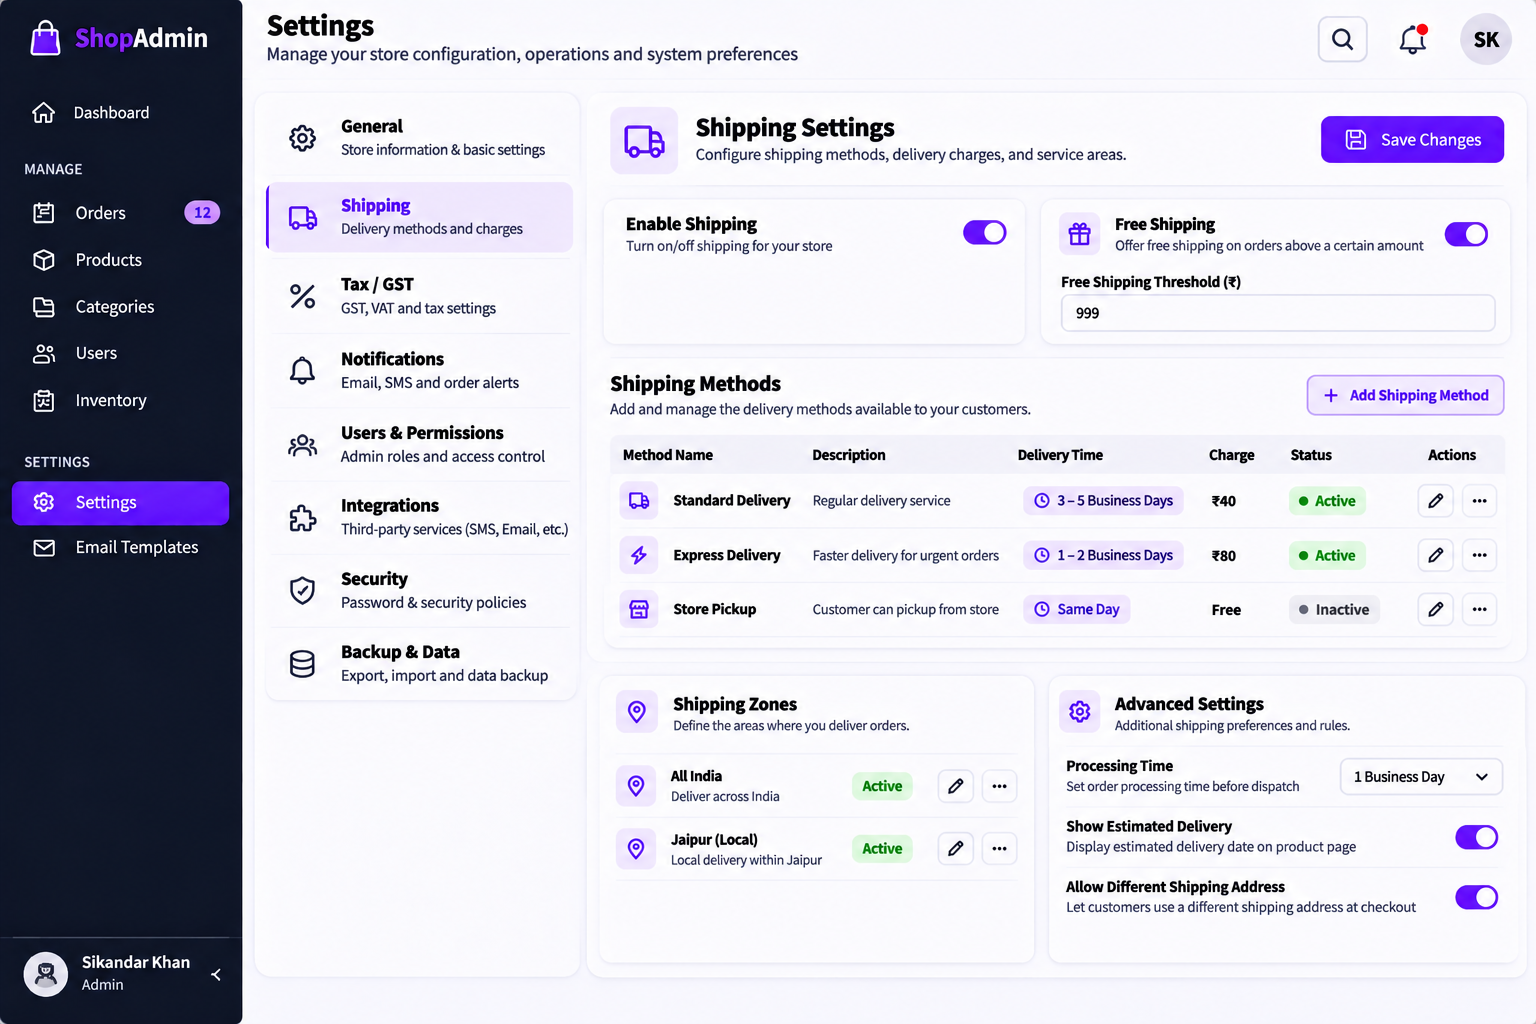 ShopAdmin
Dashboard
MANAGE
Orders 12
Products
Categories
Users
Inventory
SETTINGS
Settings
Email Templates
Sikandar Khan
Admin
Settings
Manage your store configuration, operations and system preferences
SK
General
Store information & basic settings
Shipping
Delivery methods and charges
Tax / GST
GST, VAT and tax settings
Notifications
Email, SMS and order alerts
Users & Permissions
Admin roles and access control
Integrations
Third-party services (SMS, Email, etc.)
Security
Password & security policies
Backup & Data
Export, import and data backup
Shipping Settings
Configure shipping methods, delivery charges, and service areas.
Save Changes
Enable Shipping
Turn on/off shipping for your store
Free Shipping
Offer free shipping on orders above a certain amount
Free Shipping Threshold (₹)
999
Shipping Methods
Add and manage the delivery methods available to your customers.
+ Add Shipping Method
Method Name Description Delivery Time Charge Status Actions
Standard Delivery Regular delivery service 3 – 5 Business Days ₹40 Active
Express Delivery Faster delivery for urgent orders 1 – 2 Business Days ₹80 Active
Store Pickup Customer can pickup from store Same Day Free Inactive
Shipping Zones
Define the areas where you deliver orders.
All India
Deliver across India
Active
Jaipur (Local)
Local delivery within Jaipur
Active
Advanced Settings
Additional shipping preferences and rules.
Processing Time
Set order processing time before dispatch
1 Business Day
Show Estimated Delivery
Display estimated delivery date on product page
Allow Different Shipping Address
Let customers use a different shipping address at checkout